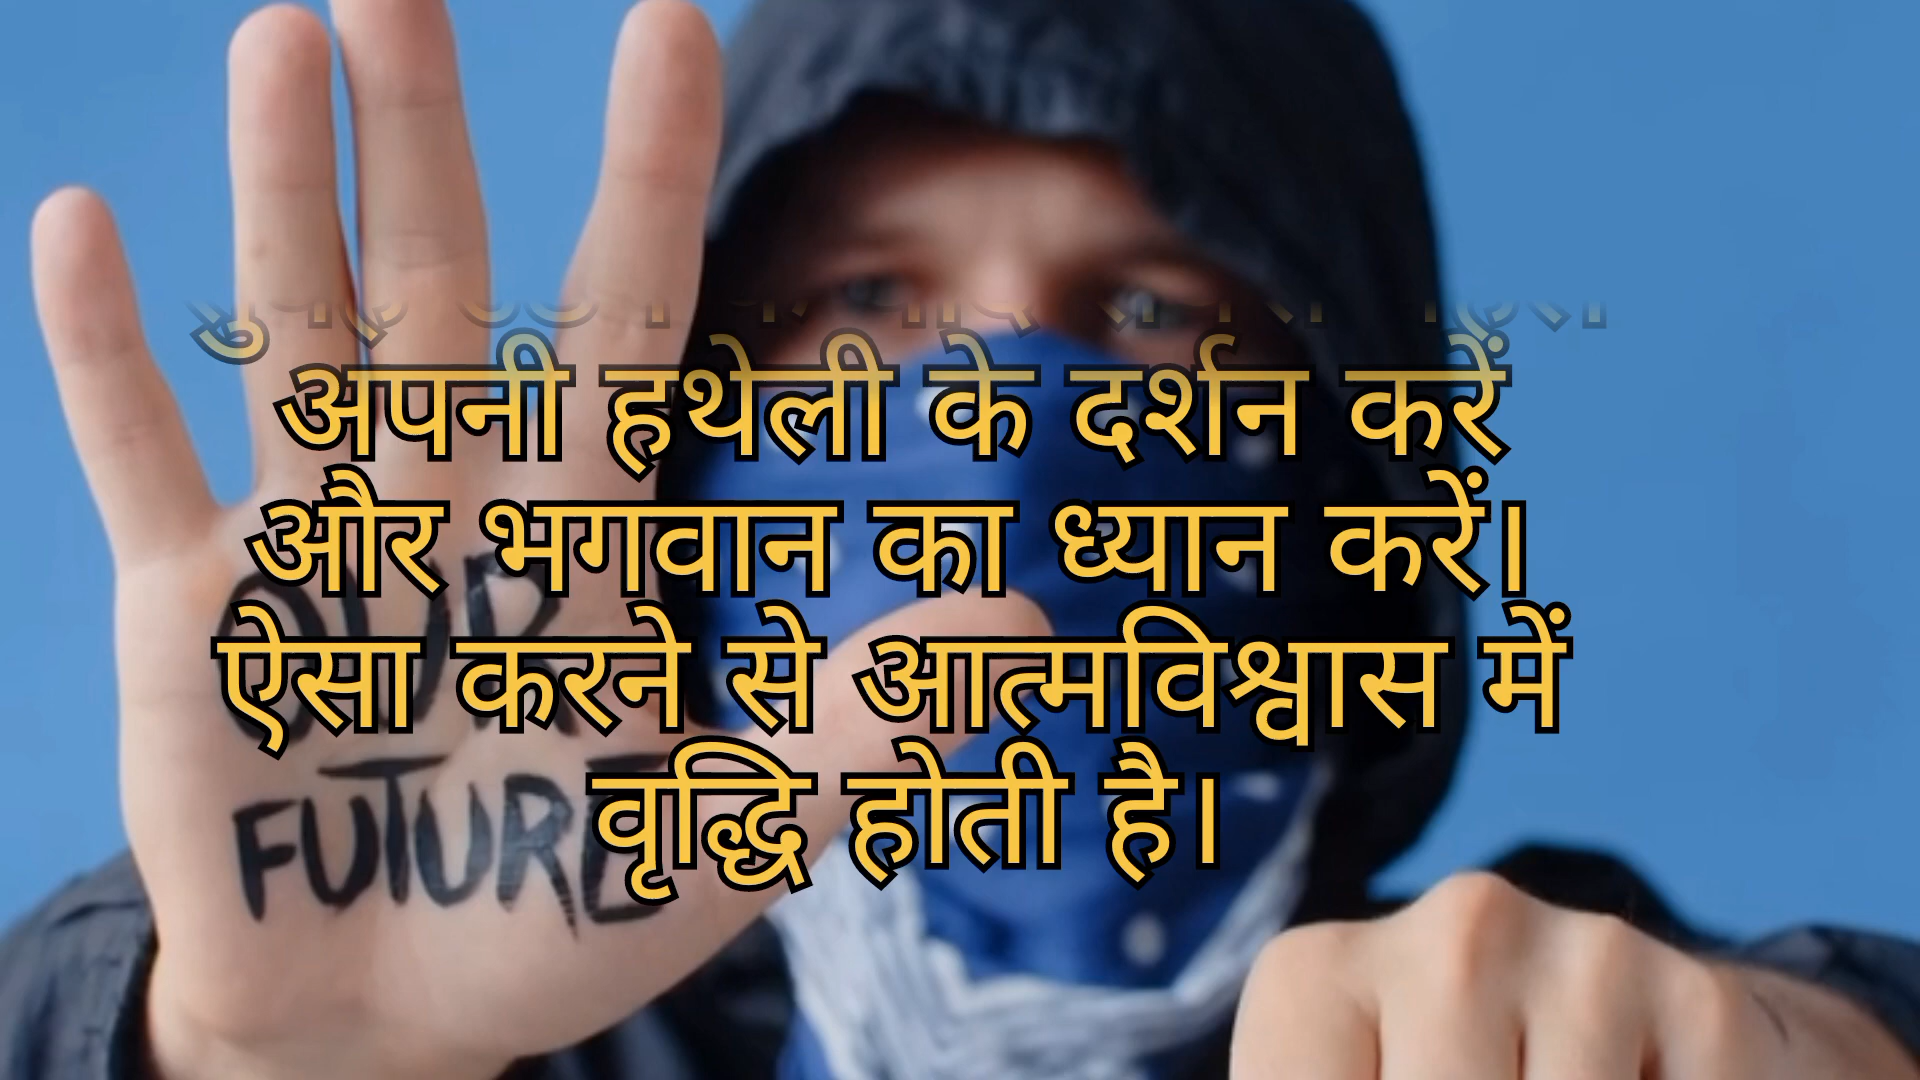 अपनी हथेली के दर्शन करें
और भगवान का ध्यान करें।
ऐसा करने से आत्मविश्वास में
वृद्धि होती है।
OUR
FUTURE